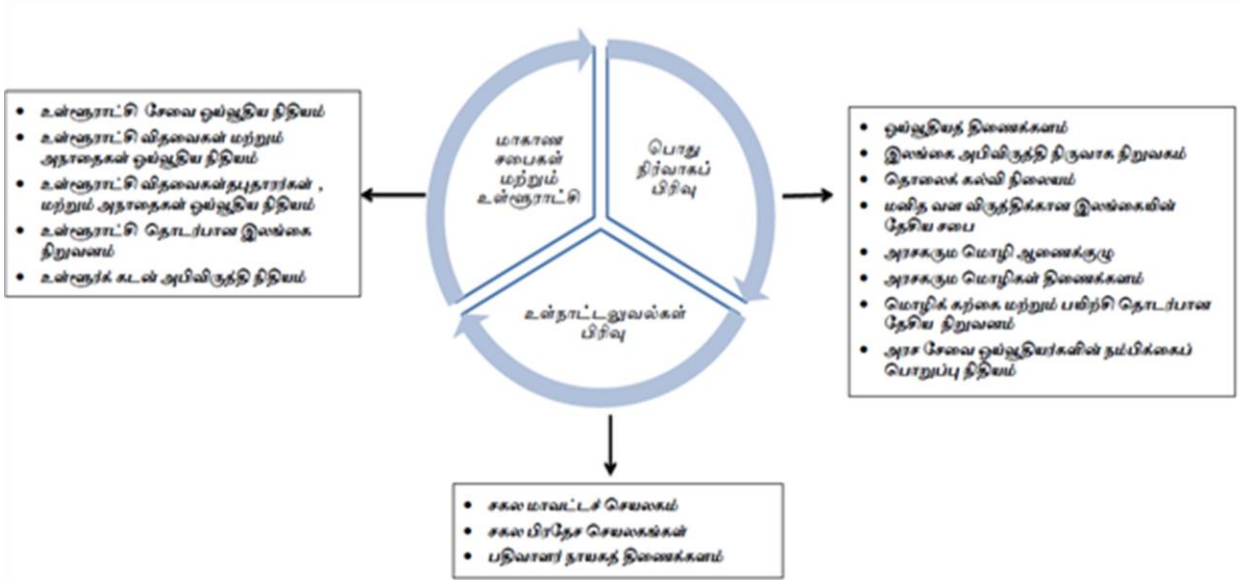 மாகாண
சபைகள்
மற்றும்
உள்ளூராட்சி
பொது
நிர்வாகப்
பிரிவு
உள்நாட்டலுவல்கள்
பிரிவு
• உள்ளூராட்சி சேவை ஓய்வூதிய நிதியம்
• உள்ளூராட்சி விதவைகள் மற்றும்
அநாதைகள் ஓய்வூதிய நிதியம்
• உள்ளூராட்சி விதவைகள்தபுதாரர்கள் ,
மற்றும் அநாதைகள் ஓய்வூதிய நிதியம்
• உள்ளூராட்சி தொடர்பான இலங்கை
நிறுவனம்
• உள்ளூர்க் கடன் அபிவிருத்தி நிதியம்
• ஓய்வூதியத் திணைக்களம்
• இலங்கை அபிவிருத்தி நிருவாக நிறுவகம்
• தொலைக் கல்வி நிலையம்
• மனித வன விருத்திக்கான இலங்கையின்
தேசிய சபை
• அரசகரும மொழி ஆணைக்குழு
• அரசகரும மொழிகள் திணைக்களம்
• மொழிக் கற்கை மற்றும் பயிற்சி தொடர்பான
தேசிய நிறுவனம்
• அரச சேவை ஓய்வூதியர்களின் நம்பிக்கைப்
பொறுப்பு நிதியம்
• சகல மாவட்டச் செயலகம்
• சகல பிரதேச செயலகங்கள்
• பதிவாளர் நாயகத் திணைக்களம்